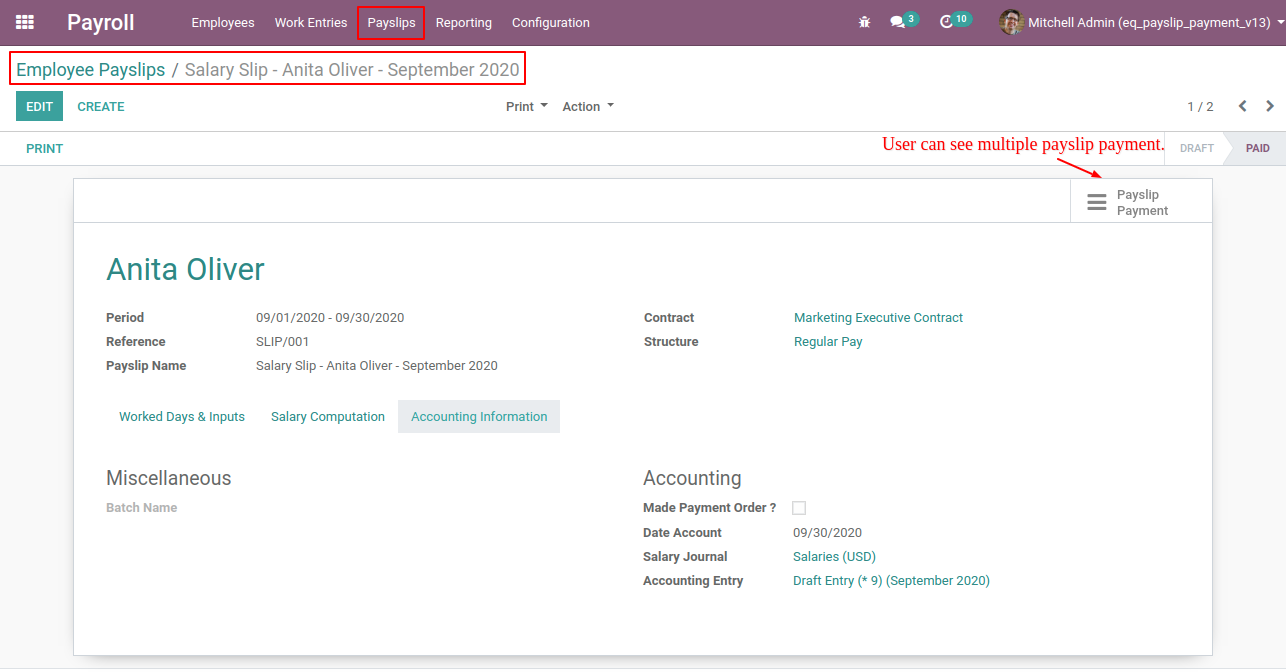 Payroll Employees Work Entries Payslips Reporting Configuration 3 10 Mitchell Admin (eq_payslip_payment_v13)
Employee Payslips / Salary Slip - Anita Oliver - September 2020
EDIT CREATE Print Action 1 / 2
PRINT User can see multiple payslip payment. DRAFT PAID
Payslip
Payment
Anita Oliver
Period 09/01/2020 - 09/30/2020 Contract Marketing Executive Contract
Reference SLIP/001 Structure Regular Pay
Payslip Name Salary Slip - Anita Oliver - September 2020
Worked Days & Inputs Salary Computation Accounting Information
Miscellaneous Accounting
Batch Name Made Payment Order ?
Date Account 09/30/2020
Salary Journal Salaries (USD)
Accounting Entry Draft Entry (* 9) (September 2020)